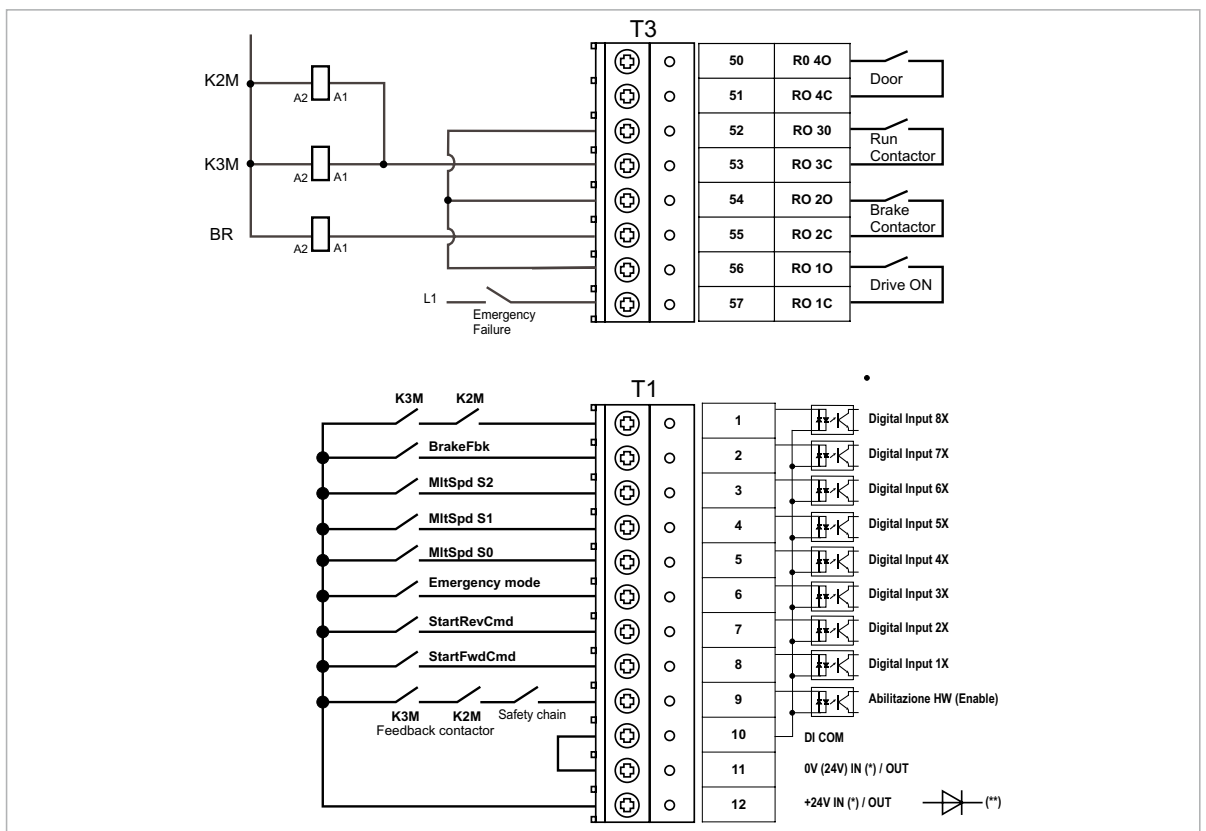 T3
K2M
A2
A1
50
R0 4O
Door
51
RO 4C
52
RO 30
Run
Contactor
K3M
A2
A1
53
RO 3C
54
RO 2O
Brake
Contactor
BR
A2
A1
55
RO 2C
56
RO 1O
Drive ON
L1
Emergency
Failure
57
RO 1C
T1
K3M
K2M
1
Digital Input 8X
BrakeFbk
2
Digital Input 7X
MltSpd S2
3
Digital Input 6X
MltSpd S1
4
Digital Input 5X
MltSpd S0
5
Digital Input 4X
Emergency mode
6
Digital Input 3X
StartRevCmd
7
Digital Input 2X
StartFwdCmd
8
Digital Input 1X
K3M
K2M
Safety chain
Feedback contactor
9
Abilitazione HW (Enable)
10
DI COM
11
0V (24V) IN (*) / OUT
12
+24V IN (*) / OUT
(**)